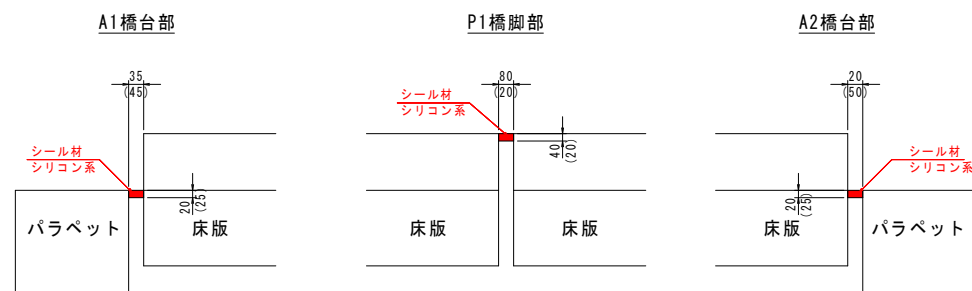 A1橋台部
35
(45)
シール材
シリコン系
20
(25)
パラペット
床版
P1橋脚部
80
(20)
シール材
シリコン系
40
(20)
床版
床版
A2橋台部
20
(50)
シール材
シリコン系
20
(25)
床版
パラペット